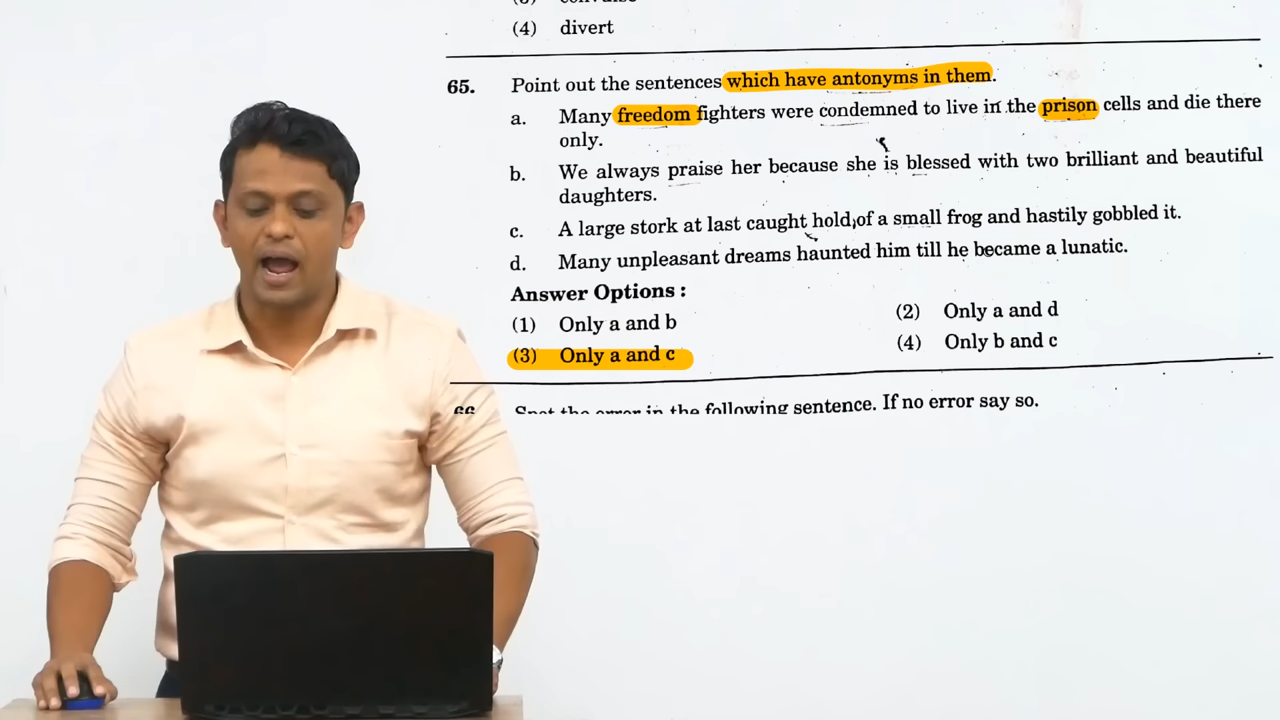 (4) divert
65. Point out the sentences which have antonyms in them.
a. Many freedom fighters were condemned to live in the prison cells and die there
only.
b. We always praise her because she is blessed with two brilliant and beautiful
daughters.
c. A large stork at last caught hold of a small frog and hastily gobbled it.
d. Many unpleasant dreams haunted him till he became a lunatic.
Answer Options :
(1) Only a and b
(2) Only a and d
(3) Only a and c
(4) Only b and c
the following sentence. If no error say so.